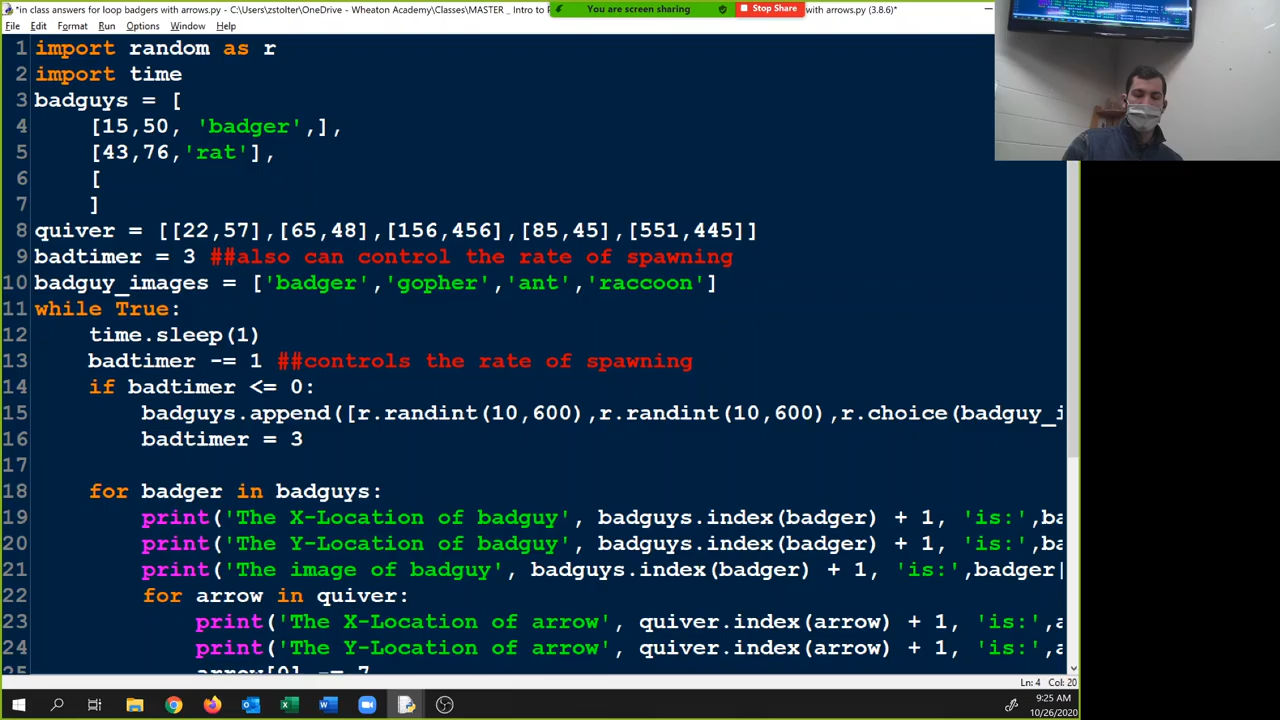 *in class answers for loop badgers with arrows.py - C:\Users\zstolter\OneDrive - Wheaton Academy\Classes\MASTER _ Intro to
You are screen sharing
Stop Share
with arrows.py (3.8.6)*
File Edit Format Run Options Window Help
1 import random as r
2 import time
3 badguys = [
4 [15,50, 'badger',],
5 [43,76,'rat'],
6 [
7 ]
8 quiver = [[22,57],[65,48],[156,456],[85,45],[551,445]]
9 badtimer = 3 ##also can control the rate of spawning
10 badguy_images = ['badger','gopher','ant','raccoon']
11 while True:
12 time.sleep(1)
13 badtimer -= 1 ##controls the rate of spawning
14 if badtimer <= 0:
15 badguys.append([r.randint(10,600),r.randint(10,600),r.choice(badguy_i
16 badtimer = 3
17
18 for badger in badguys:
19 print('The X-Location of badguy', badguys.index(badger) + 1, 'is:',ba
20 print('The Y-Location of badguy', badguys.index(badger) + 1, 'is:',ba
21 print('The image of badguy', badguys.index(badger) + 1, 'is:',badger[
22 for arrow in quiver:
23 print('The X-Location of arrow', quiver.index(arrow) + 1, 'is:',a
24 print('The Y-Location of arrow', quiver.index(arrow) + 1, 'is:',a
25 arrow[0] -= 7
Ln: 4 Col: 20
9:25 AM
10/26/2020